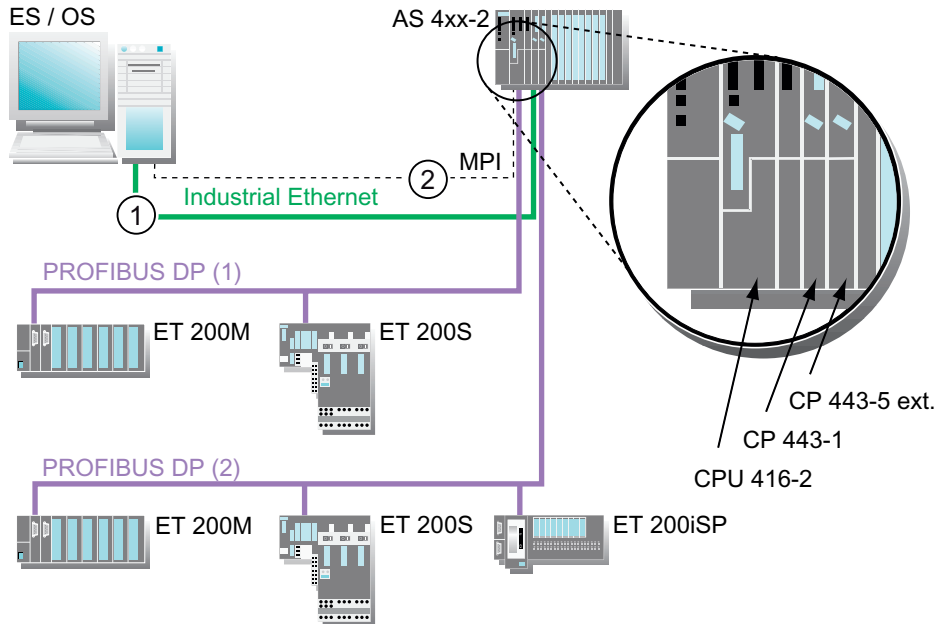 ES / OS
AS 4xx-2
MPI
2
Industrial Ethernet
1
PROFIBUS DP (1)
ET 200M
ET 200S
CP 443-5 ext.
CP 443-1
CPU 416-2
PROFIBUS DP (2)
ET 200M
ET 200S
ET 200iSP